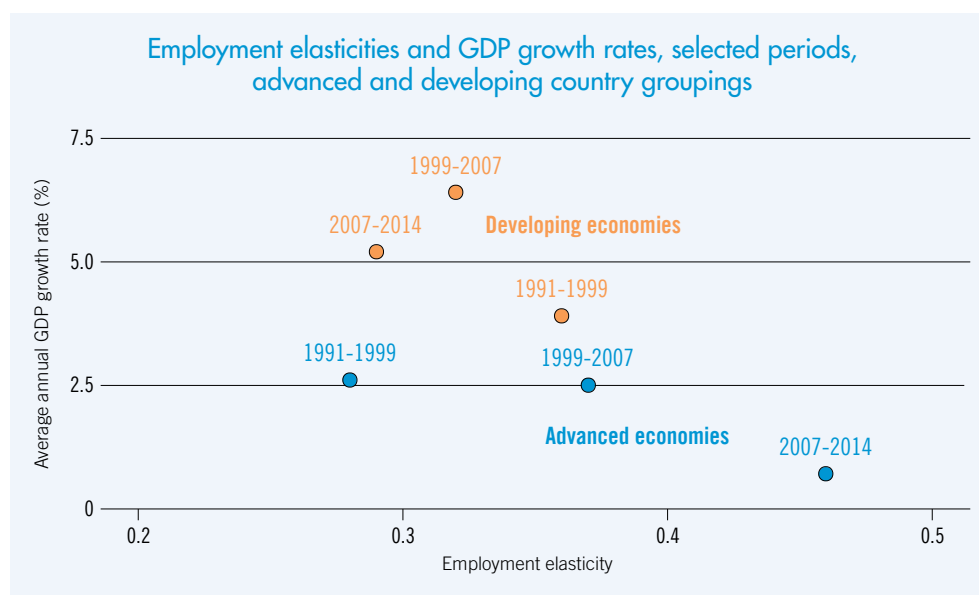 Employment elasticities and GDP growth rates, selected periods,
advanced and developing country groupings
Average annual GDP growth rate (%)
7.5
1999-2007
2007-2014
Developing economies
5.0
1991-1999
1991-1999
1999-2007
2.5
Advanced economies
2007-2014
0
0.2
0.3
0.4
0.5
Employment elasticity